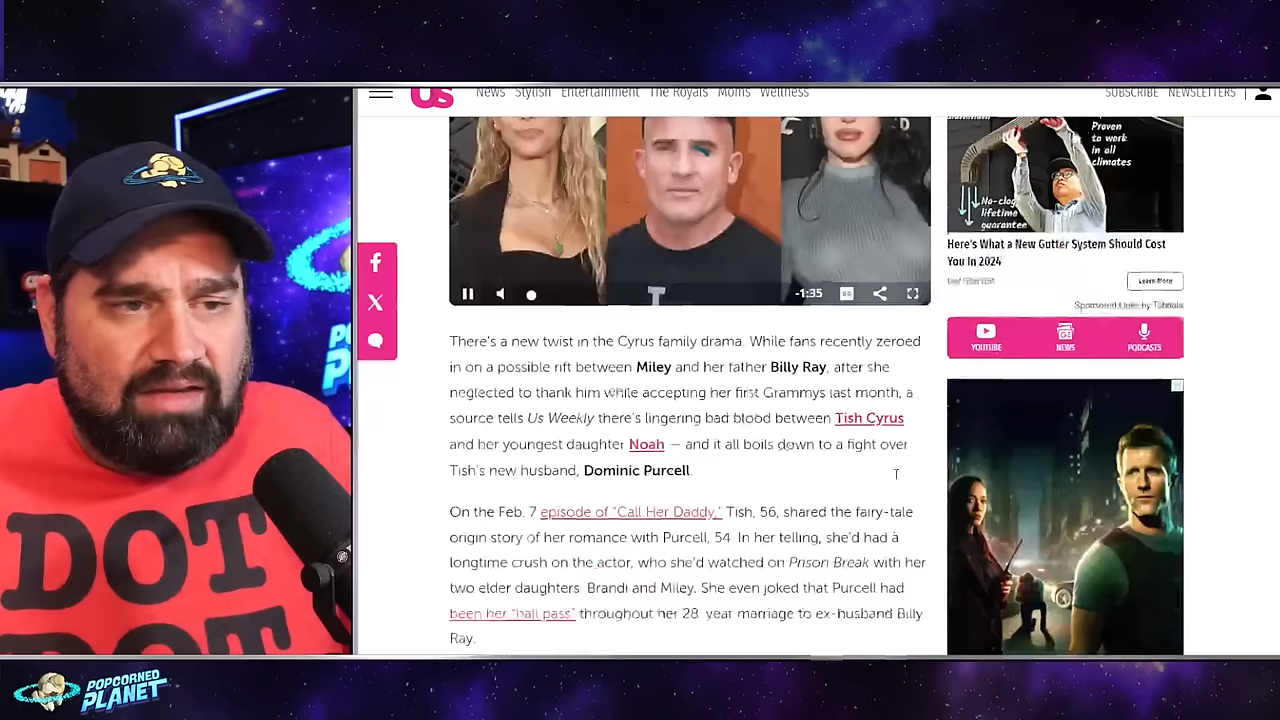 Us
News Stylish Entertainment The Royals Moms Wellness
SUBSCRIBE NEWSLETTERS
Proven
to work
in all
climates
No-clog
lifetime
guarantee
Here's What a New Gutter System Should Cost
You In 2024
Learn More
Sponsored Links by Taboola
-1:35
YOUTUBE NEWS PODCASTS
There's a new twist in the Cyrus family drama. While fans recently zeroed
in on a possible rift between Miley and her father Billy Ray, after she
neglected to thank him while accepting her first Grammys last month, a
source tells Us Weekly there's lingering bad blood between Tish Cyrus
and her youngest daughter Noah — and it all boils down to a fight over
Tish's new husband, Dominic Purcell.
On the Feb. 7 episode of "Call Her Daddy," Tish, 56, shared the fairy-tale
origin story of her romance with Purcell, 54. In her telling, she'd had a
longtime crush on the actor, who she'd watched on Prison Break with her
two elder daughters, Brandi and Miley. She even joked that Purcell had
been her "hall pass" throughout her 28-year marriage to ex-husband Billy
Ray.
DOT
DOT
POPCORNED
PLANET